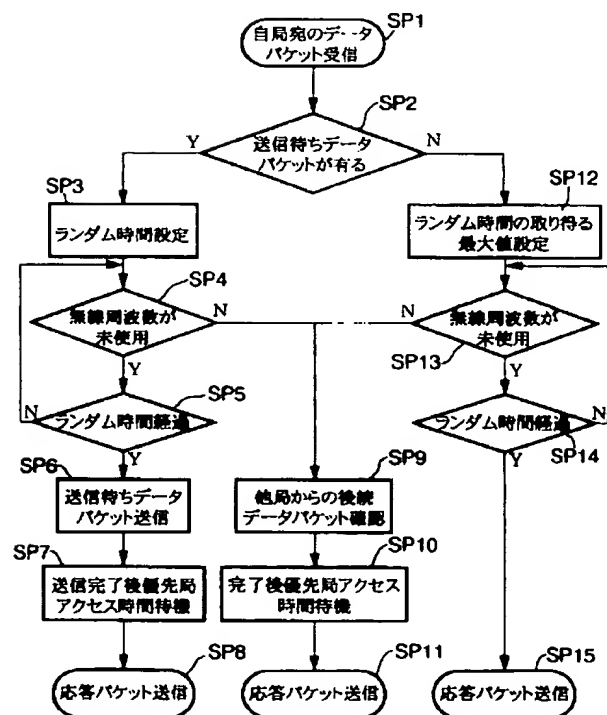 SP1
自局宛のデータ
パケット受信
SP2
送信待ちデータ
パケットが有る
Y
N
SP3
ランダム時間設定
SP12
ランダム時間の取り得る
最大値設定
SP4
無線周波数が
未使用
N
Y
N
無線周波数が
未使用
SP13
Y
SP5
ランダム時間経過
N
Y
ランダム時間経過
N
SP14
Y
SP6
送信待ちデータ
パケット送信
SP9
他局からの後続
データパケット確認
SP7
送信完了後優先局
アクセス時間待機
SP10
完了後優先局アクセス
時間待機
SP8
応答パケット送信
SP11
応答パケット送信
SP15
応答パケット送信